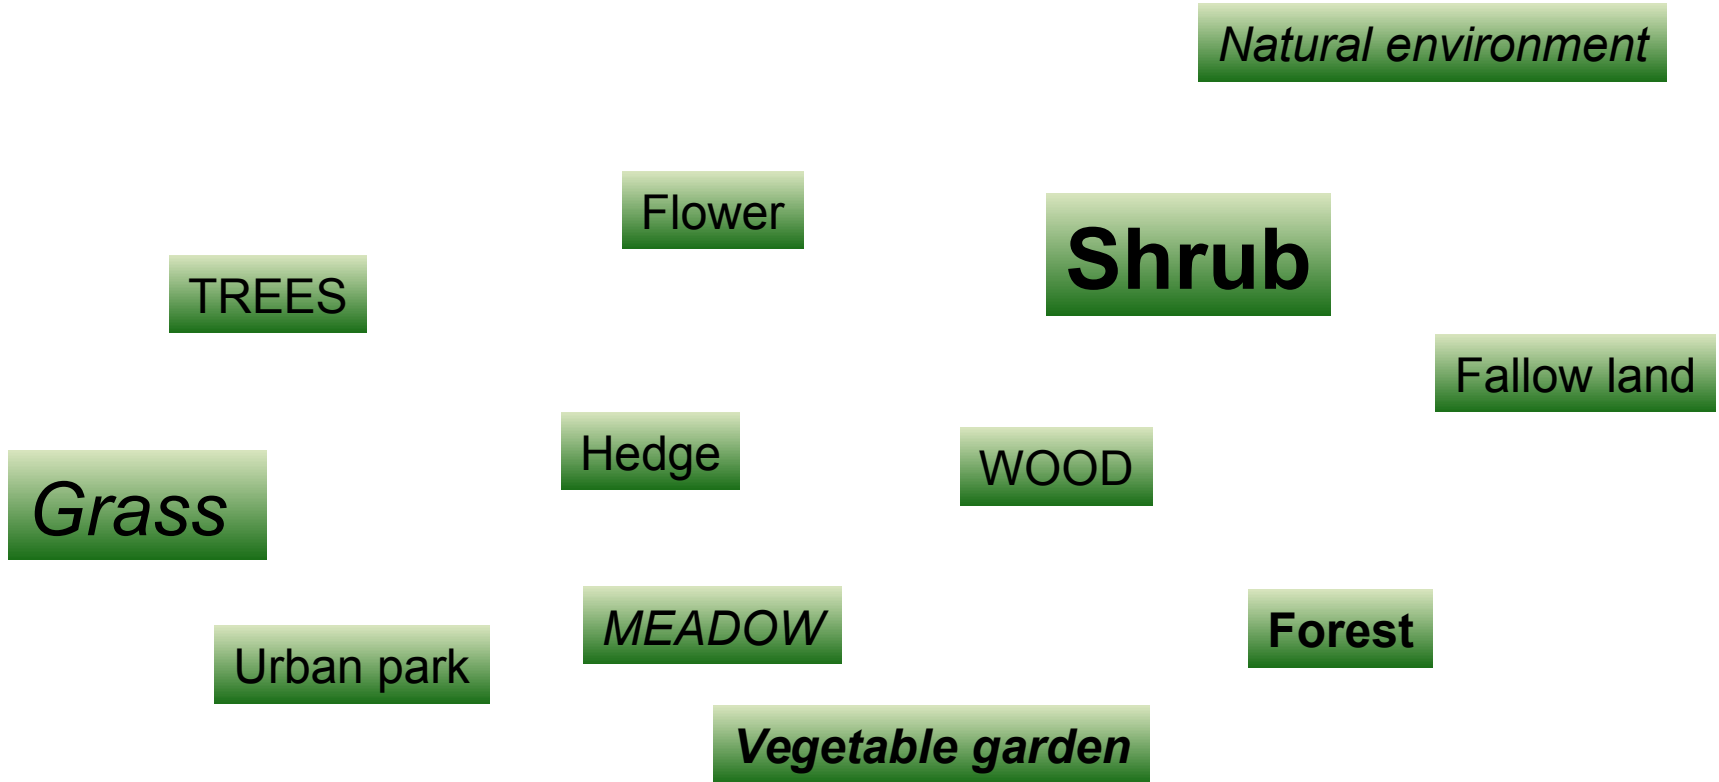 Natural environment
Flower
Shrub
TREES
Fallow land
Hedge
WOOD
Grass
MEADOW
Forest
Urban park
Vegetable garden